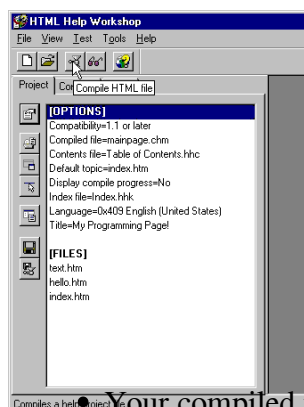 HTML Help Workshop
File View Test Tools Help
Compile HTML file
Project Co
[OPTIONS]
Compatibility=1.1 or later
Compiled file=mainpage.chm
Contents file=Table of Contents.hhc
Default topic=index.htm
Display compile progress=No
Index file=Index.hhk
Language=0x409 English (United States)
Title=My Programming Page!
[FILES]
text.htm
hello.htm
index.htm
Compiles a help project file
• Your compiled